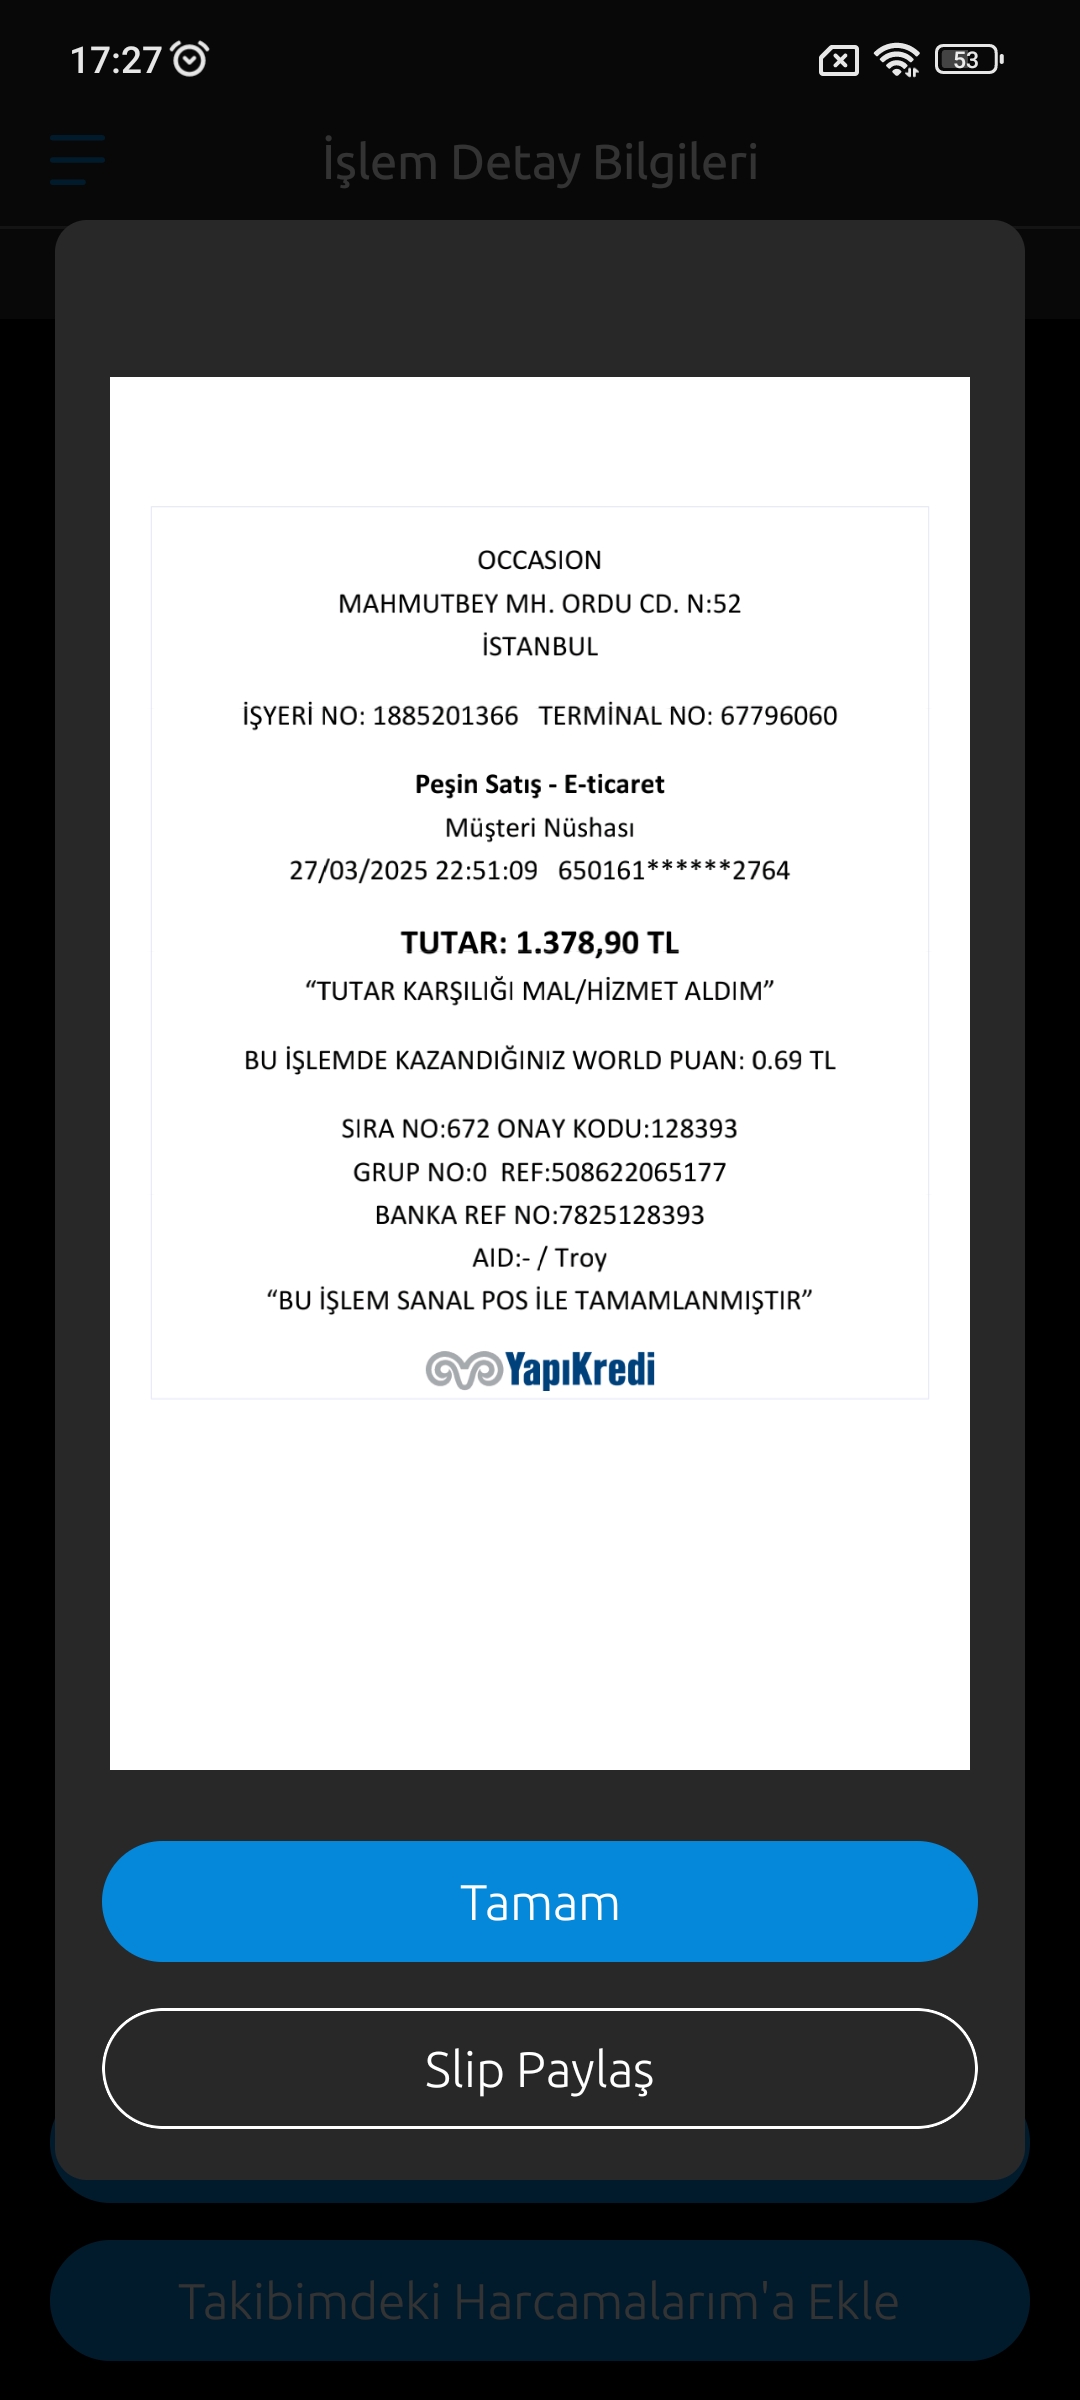 17:27
53
İşlem Detay Bilgileri
OCCASION
MAHMUTBEY MH. ORDU CD. N:52
İSTANBUL
İŞYERİ NO: 1885201366 TERMİNAL NO: 67796060
Peşin Satış - E-ticaret
Müşteri Nüshası
27/03/2025 22:51:09 650161******2764
TUTAR: 1.378,90 TL
“TUTAR KARŞILIĞI MAL/HİZMET ALDIM”
BU İŞLEMDE KAZANDIĞINIZ WORLD PUAN: 0.69 TL
SIRA NO:672 ONAY KODU:128393
GRUP NO:0 REF:508622065177
BANKA REF NO:7825128393
AID:- / Troy
“BU İŞLEM SANAL POS İLE TAMAMLANMIŞTIR”
YapıKredi
Tamam
Slip Paylaş
Takibimdeki Harcamalarım'a Ekle